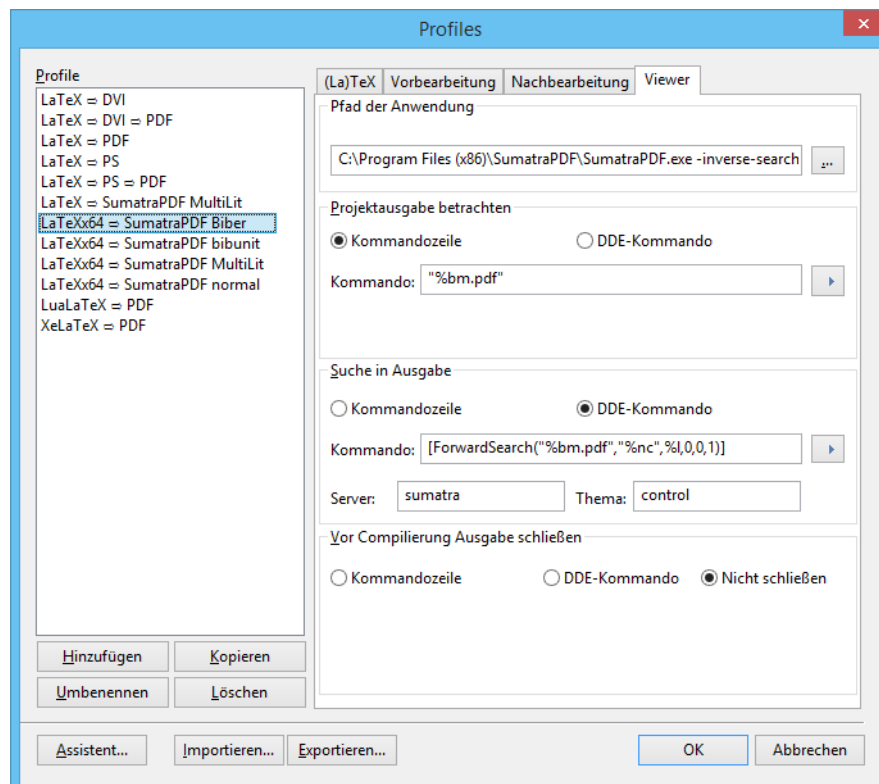 Profiles
Profile
LaTeX ⇨ DVI
LaTeX ⇨ DVI ⇨ PDF
LaTeX ⇨ PDF
LaTeX ⇨ PS
LaTeX ⇨ PS ⇨ PDF
LaTeX ⇨ SumatraPDF MultiLit
LaTeXx64 ⇨ SumatraPDF Biber
LaTeXx64 ⇨ SumatraPDF bibunit
LaTeXx64 ⇨ SumatraPDF MultiLit
LaTeXx64 ⇨ SumatraPDF normal
LuaLaTeX ⇨ PDF
XeLaTeX ⇨ PDF
Hinzufügen Kopieren
Umbenennen Löschen
(La)TeX Vorbearbeitung Nachbearbeitung Viewer
Pfad der Anwendung
C:\Program Files (x86)\SumatraPDF\SumatraPDF.exe -inverse-search ...
Projektausgabe betrachten
Kommandozeile DDE-Kommando
Kommando: "%bm.pdf"
Suche in Ausgabe
Kommandozeile DDE-Kommando
Kommando: [ForwardSearch("%bm.pdf","%nc",%l,0,0,1)]
Server: sumatra Thema: control
Vor Compilierung Ausgabe schließen
Kommandozeile DDE-Kommando Nicht schließen
Assistent... Importieren... Exportieren... OK Abbrechen